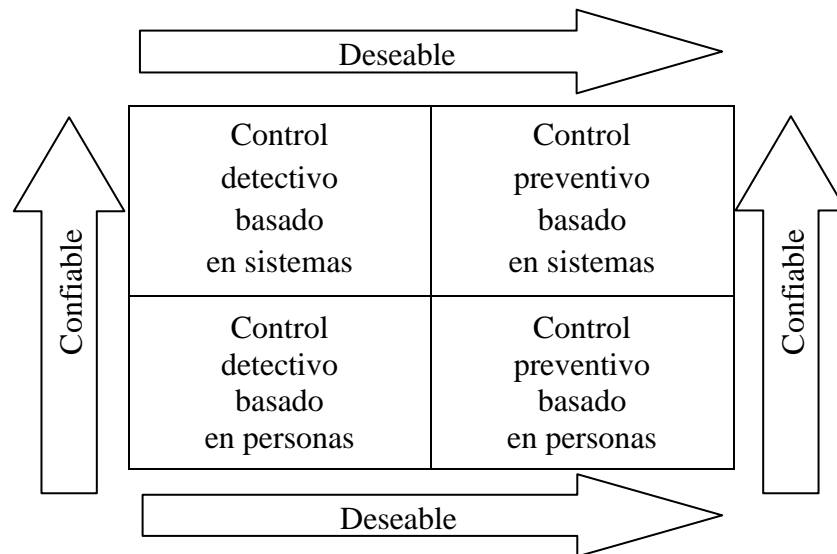 Deseable
Confiable
Control
detectivo
basado
en sistemas
Control
preventivo
basado
en sistemas
Confiable
Control
detectivo
basado
en personas
Control
preventivo
basado
en personas
Deseable